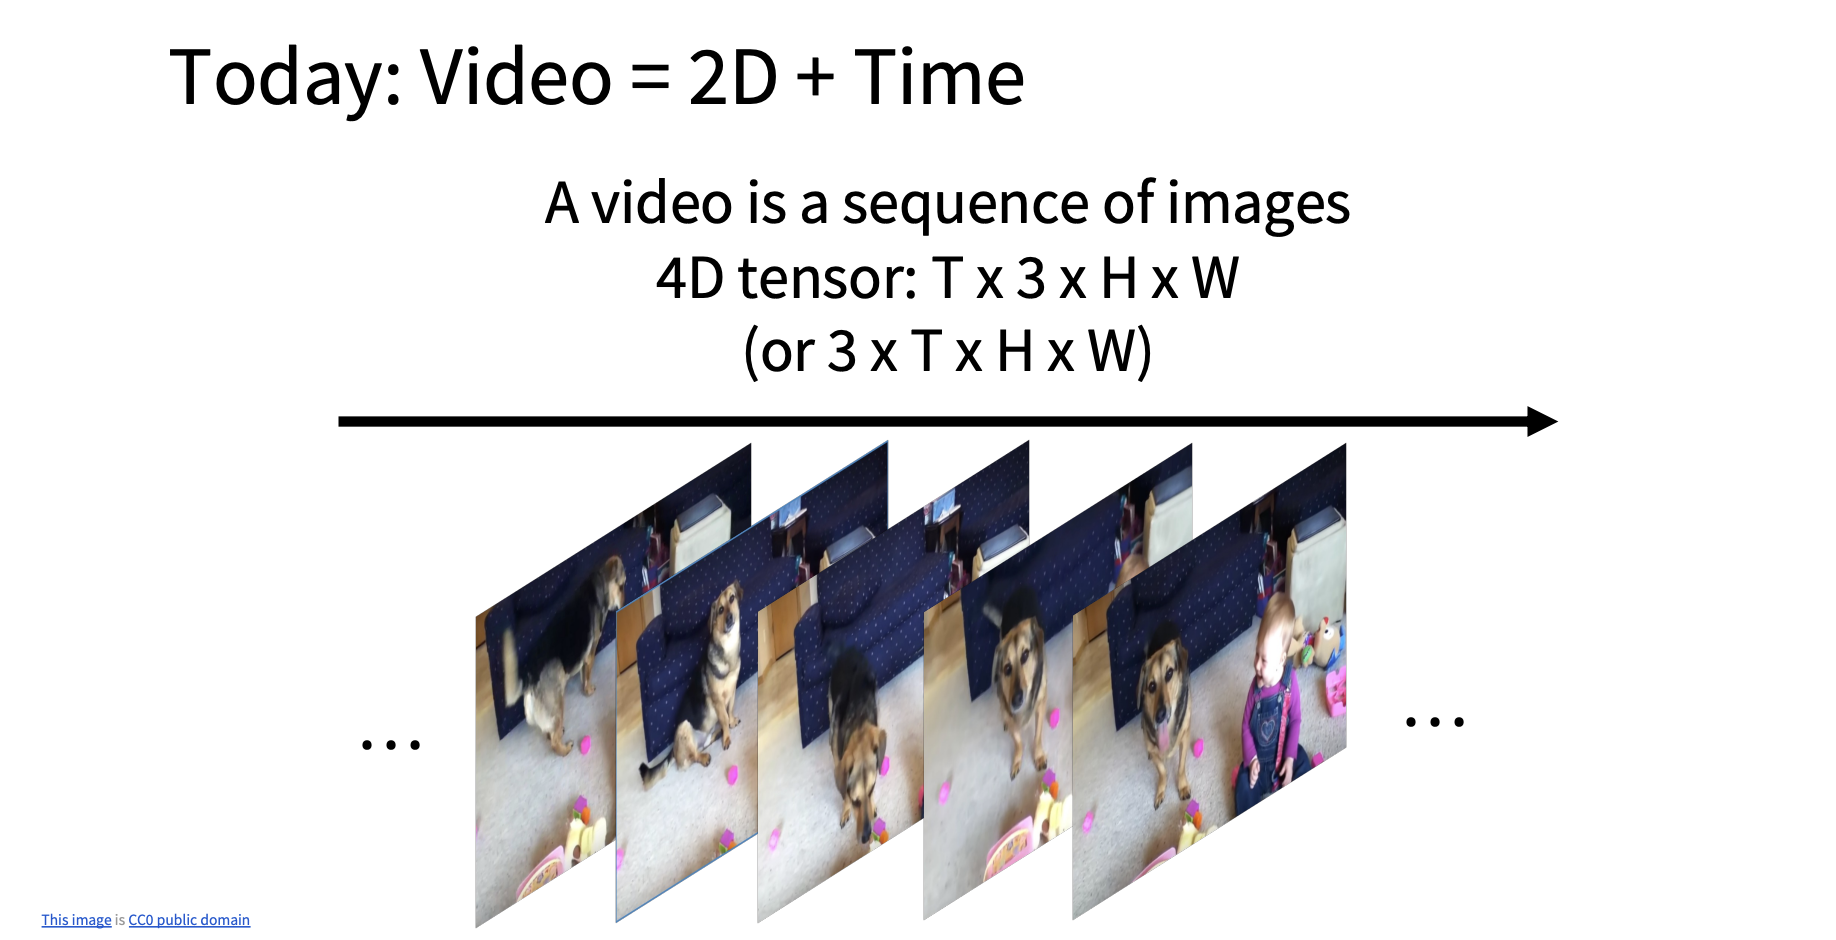 Today: Video = 2D + Time
A video is a sequence of images
4D tensor: T x 3 x H x W
(or 3 x T x H x W)
...
...
This image is CC0 public domain